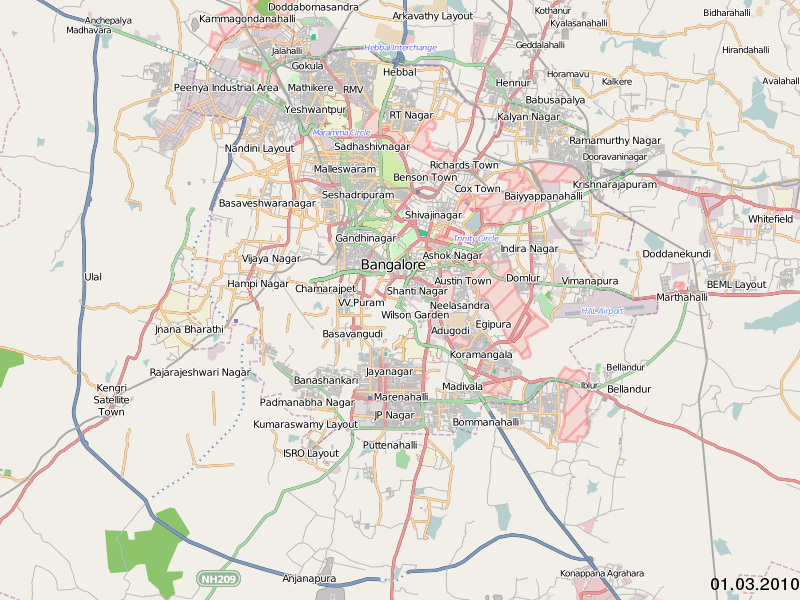 Doddabomasandra
Kothanur
Bidharahalli
Anchepalya
Kammagondanahalli
Arkavathy Layout
Kyalasanahalli
Madhavara
Jalahalli
Hebbal Interchange
Geddalahalli
Hirandahalli
Gokula
Hebbal
Horamavu
Peenya Industrial Area
Mathikere
RMV
Hennur
Kalkere
Avalahalli
Yeshwantpur
RT Nagar
Babusapalya
Kalyan Nagar
Maramma Circle
Nandini Layout
Sadhashivnagar
Ramamurthy Nagar
Dooravaninagar
Malleswaram
Richards Town
Benson Town
Cox Town
Krishnarajapuram
Seshadripuram
Baiyyappanahalli
Basaveshwaranagar
Shivajinagar
Whitefield
Gandhinagar
Trinity Circle
Indira Nagar
Vijaya Nagar
Bangalore
Ashok Nagar
Doddanekundi
Ulal
Hampi Nagar
Chamarajpet
Shanti Nagar
Austin Town
Domlur
Vimanapura
BEML Layout
VV.Puram
Neelasandra
Marthahalli
Jnana Bharathi
Wilson Garden
HAL Airport
Basavangudi
Adugodi
Egipura
Koramangala
Rajarajeshwari Nagar
Jayanagar
Bellandur
Kengri
Satellite
Town
Banashankari
Madivala
Iblur
Bellandur
Padmanabha Nagar
Marenahalli
JP Nagar
Kumaraswamy Layout
Bommanahalli
Puttenahalli
ISRO Layout
NH209
Anjanapura
Konappana Agrahara
01.03.2010